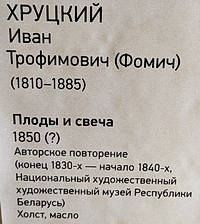 ХРУЦКИЙ
Иван
Трофимович (Фомич)
(1810–1885)
Плоды и свеча
1850 (?)
Авторское повторение
(конец 1830-х — начало 1840-х,
Национальный художественный
художественный музей Республики
Беларусь)
Холст, масло